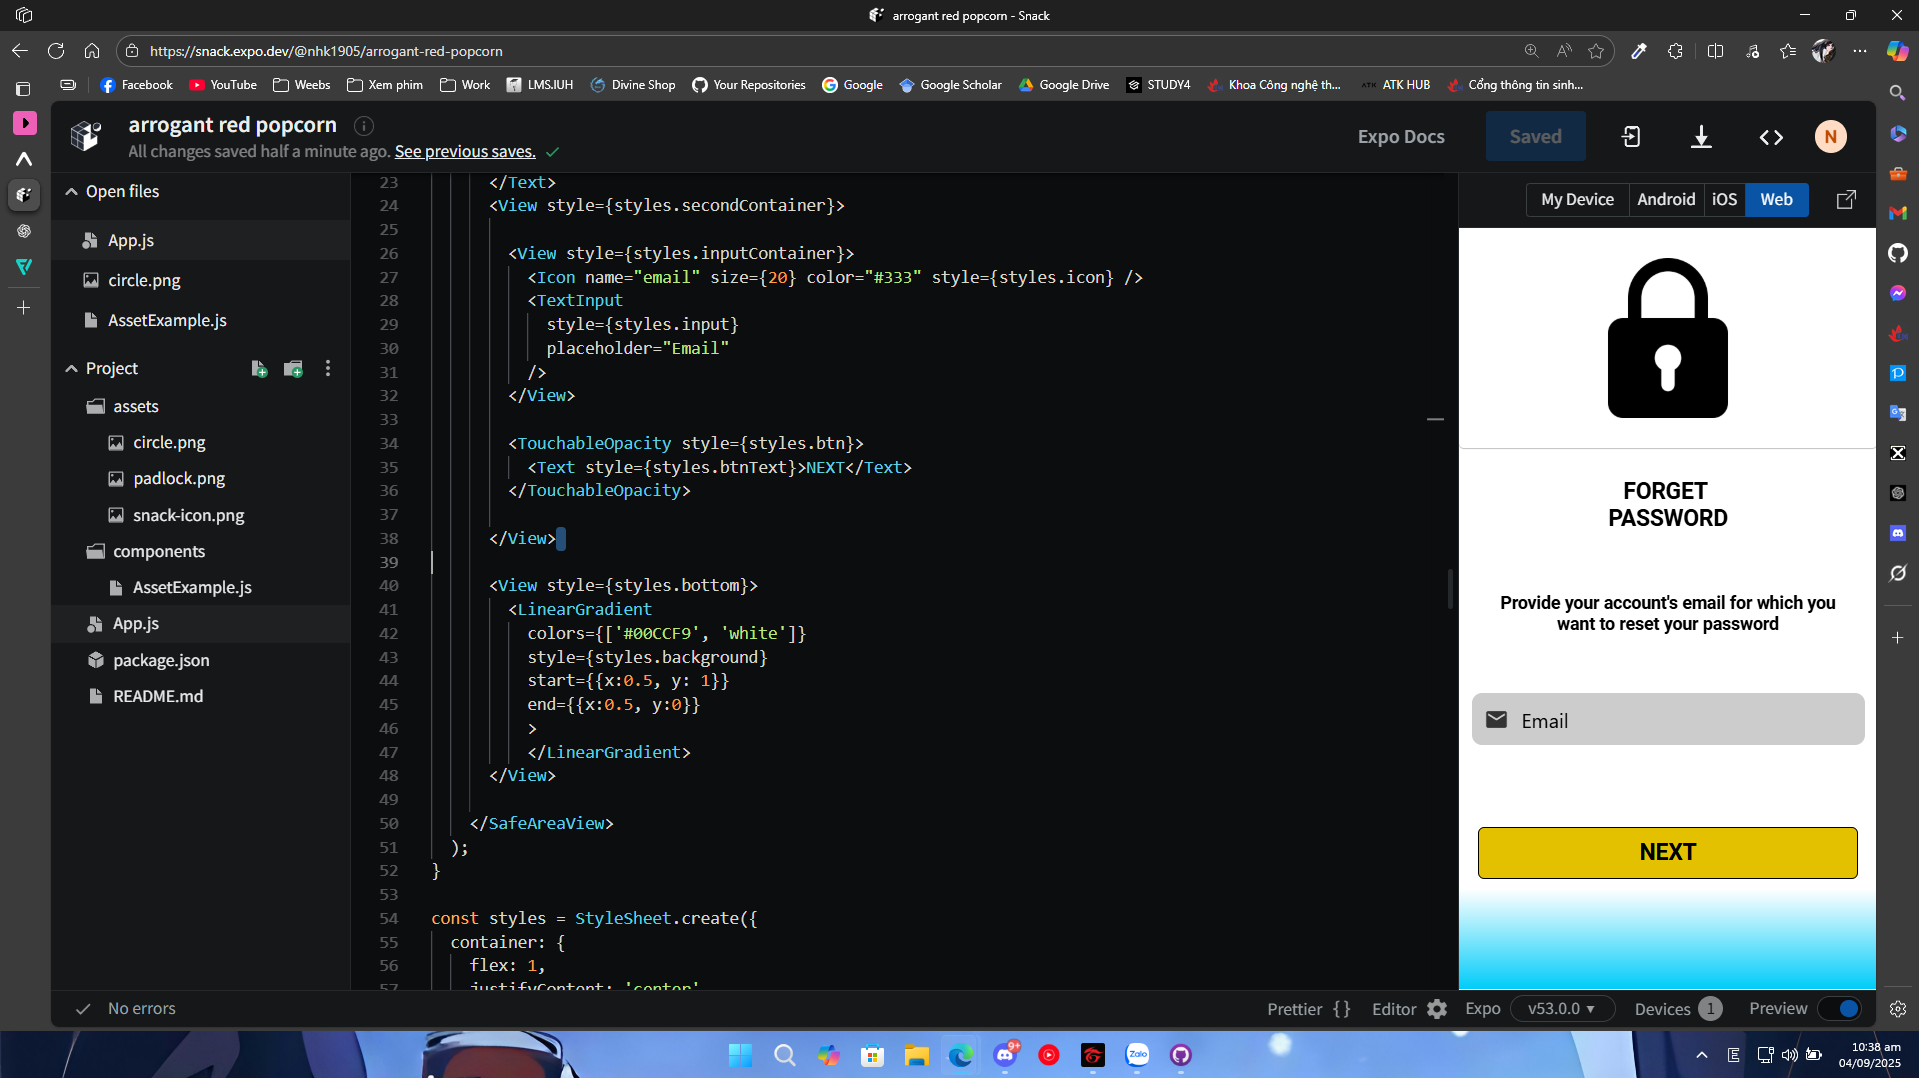 arrogant red popcorn - Snack
https://snack.expo.dev/@nhk1905/arrogant-red-popcorn
Facebook
YouTube
Weebs
Xem phim
Work
LMS.IUH
Divine Shop
Your Repositories
Google
Google Scholar
Google Drive
STUDY4
Khoa Công nghệ th...
ATK HUB
Cổng thông tin sinh...
arrogant red popcorn
All changes saved half a minute ago. See previous saves.
Expo Docs
Saved
N
Open files
App.js
circle.png
AssetExample.js
Project
assets
circle.png
padlock.png
snack-icon.png
components
AssetExample.js
App.js
package.json
README.md
23 </Text>
24 <View style={styles.secondContainer}>
25
26 <View style={styles.inputContainer}>
27 <Icon name="email" size={20} color="#333" style={styles.icon} />
28 <TextInput
29 style={styles.input}
30 placeholder="Email"
31 />
32 </View>
33
34 <TouchableOpacity style={styles.btn}>
35 <Text style={styles.btnText}>NEXT</Text>
36 </TouchableOpacity>
37
38 </View>
39
40 <View style={styles.bottom}>
41 <LinearGradient
42 colors={['#00CCF9', 'white']}
43 style={styles.background}
44 start={{x:0.5, y: 1}}
45 end={{x:0.5, y:0}}
46 >
47 </LinearGradient>
48 </View>
49
50 </SafeAreaView>
51 );
52 }
53
54 const styles = StyleSheet.create({
55 container: {
56 flex: 1,
57 justifyContent: 'center'
My Device
Android
iOS
Web
FORGET
PASSWORD
Provide your account's email for which you
want to reset your password
Email
NEXT
No errors
Prettier {}
Editor
Expo
v53.0.0
Devices 1
Preview
9+
Zalo
E
10:38 am
04/09/2025